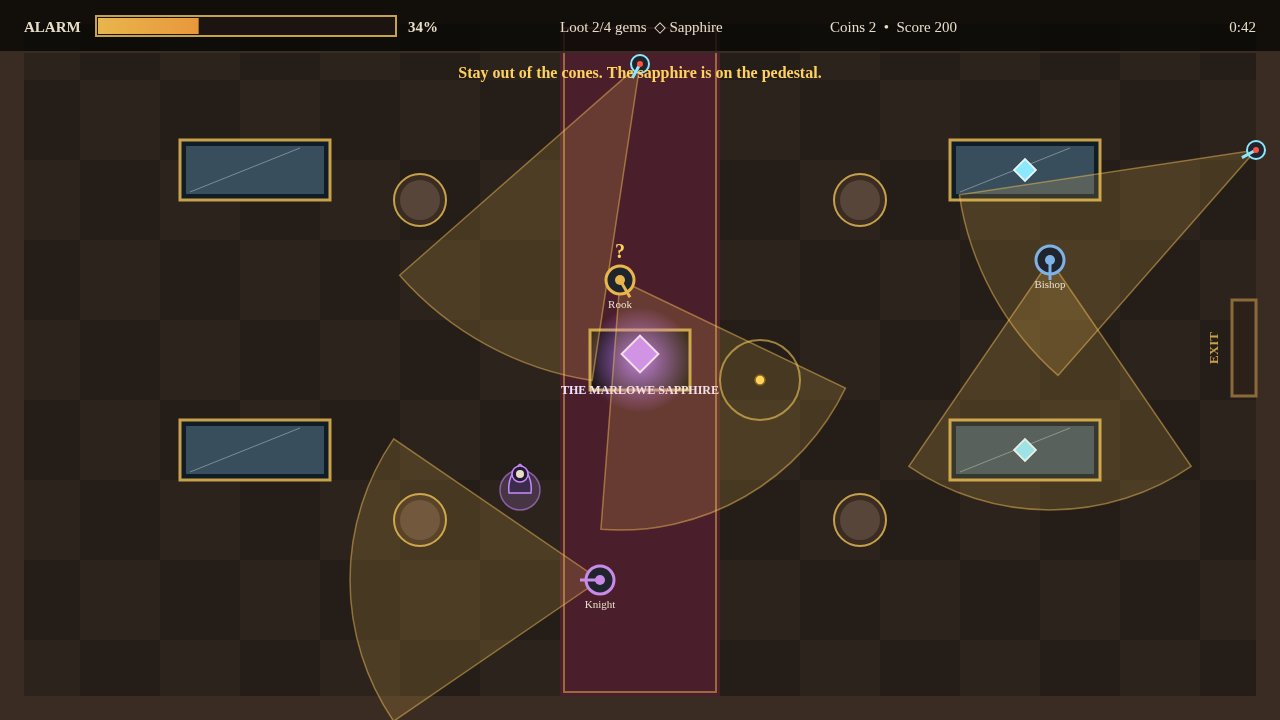 ALARM 34% Loot 2/4 gems ◇ Sapphire Coins 2 • Score 200 0:42
Stay out of the cones. The sapphire is on the pedestal.
?
Rook
Bishop
EXIT
THE MARLOWE SAPPHIRE
Knight